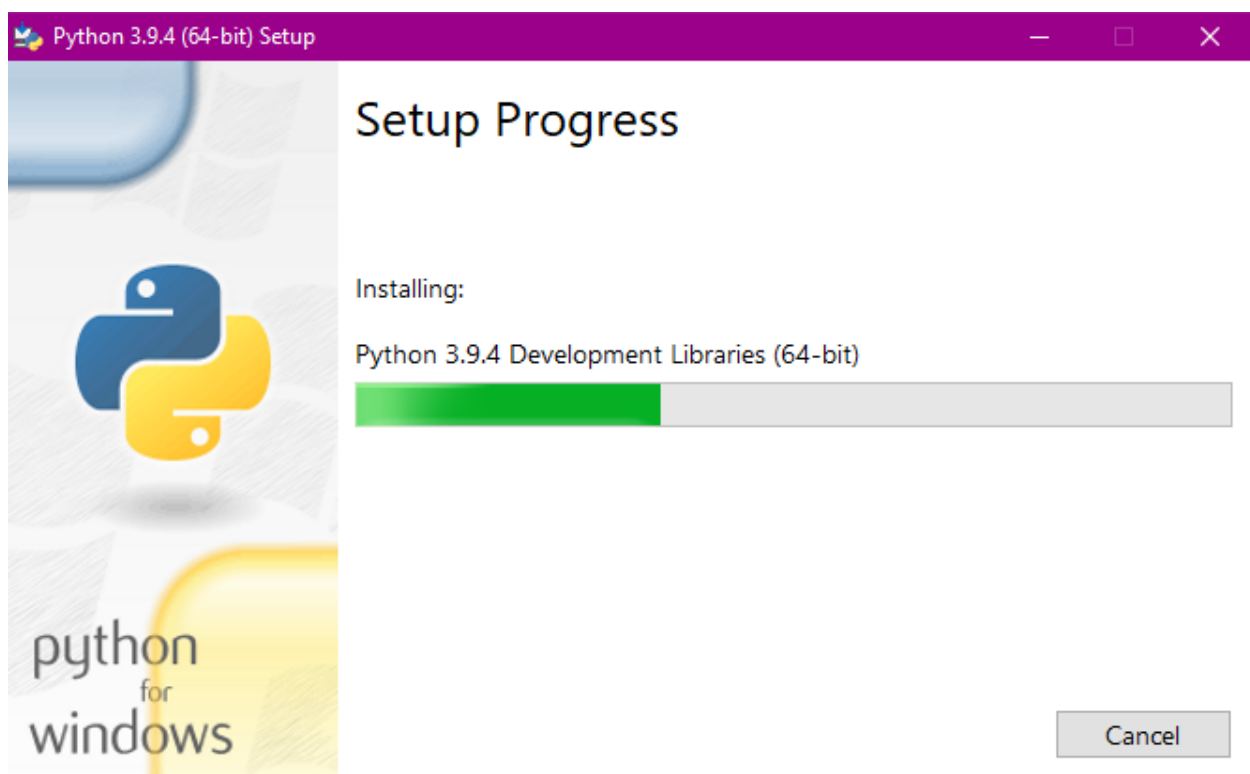 Python 3.9.4 (64-bit) Setup
Setup Progress
Installing:
Python 3.9.4 Development Libraries (64-bit)
python
for
windows
Cancel